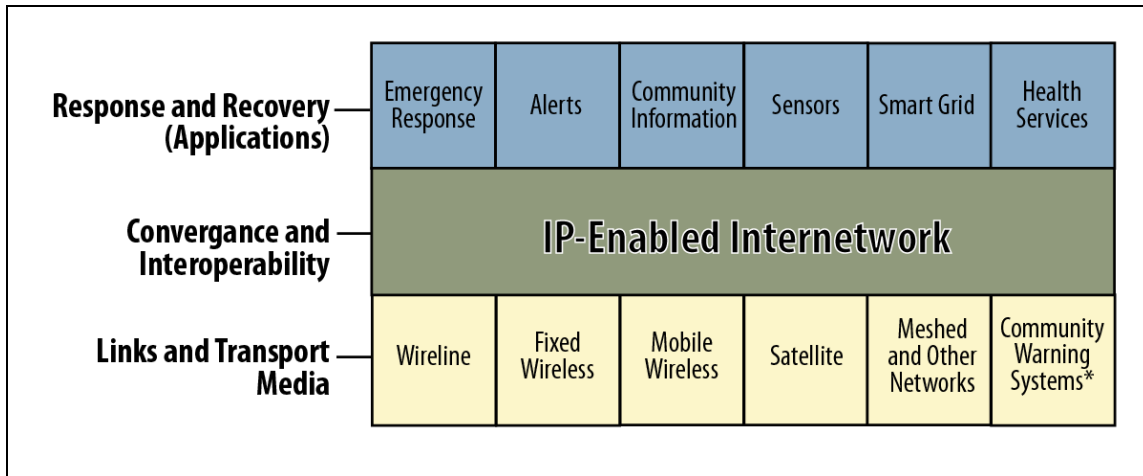 Response and Recovery
(Applications)
Emergency
Response
Alerts
Community
Information
Sensors
Smart Grid
Health
Services
Convergance and
Interoperability
IP-Enabled Internetwork
Links and Transport
Media
Wireline
Fixed
Wireless
Mobile
Wireless
Satellite
Meshed
and Other
Networks
Community
Warning
Systems*